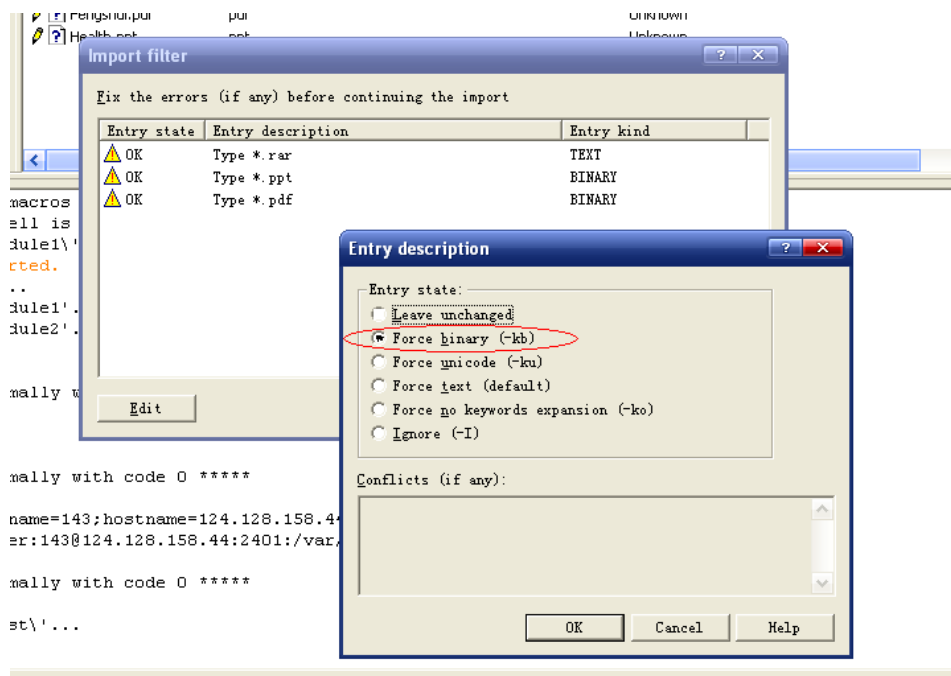 Fengshui.pdf pdf Unknown
Health.ppt ppt Unknown
Import filter
Fix the errors (if any) before continuing the import
Entry state Entry description Entry kind
OK Type *.rar TEXT
OK Type *.ppt BINARY
OK Type *.pdf BINARY
macros
ell is
dule1\'
rted.
..
dule1'.
dule2'.
mally w
Edit
Entry description
Entry state:
Leave unchanged
Force binary (-kb)
Force unicode (-ku)
Force text (default)
Force no keywords expansion (-ko)
Ignore (-I)
Conflicts (if any):
OK Cancel Help
mally with code 0 *****
name=143;hostname=124.128.158.44
er:143@124.128.158.44:2401:/var/
mally with code 0 *****
st\'...